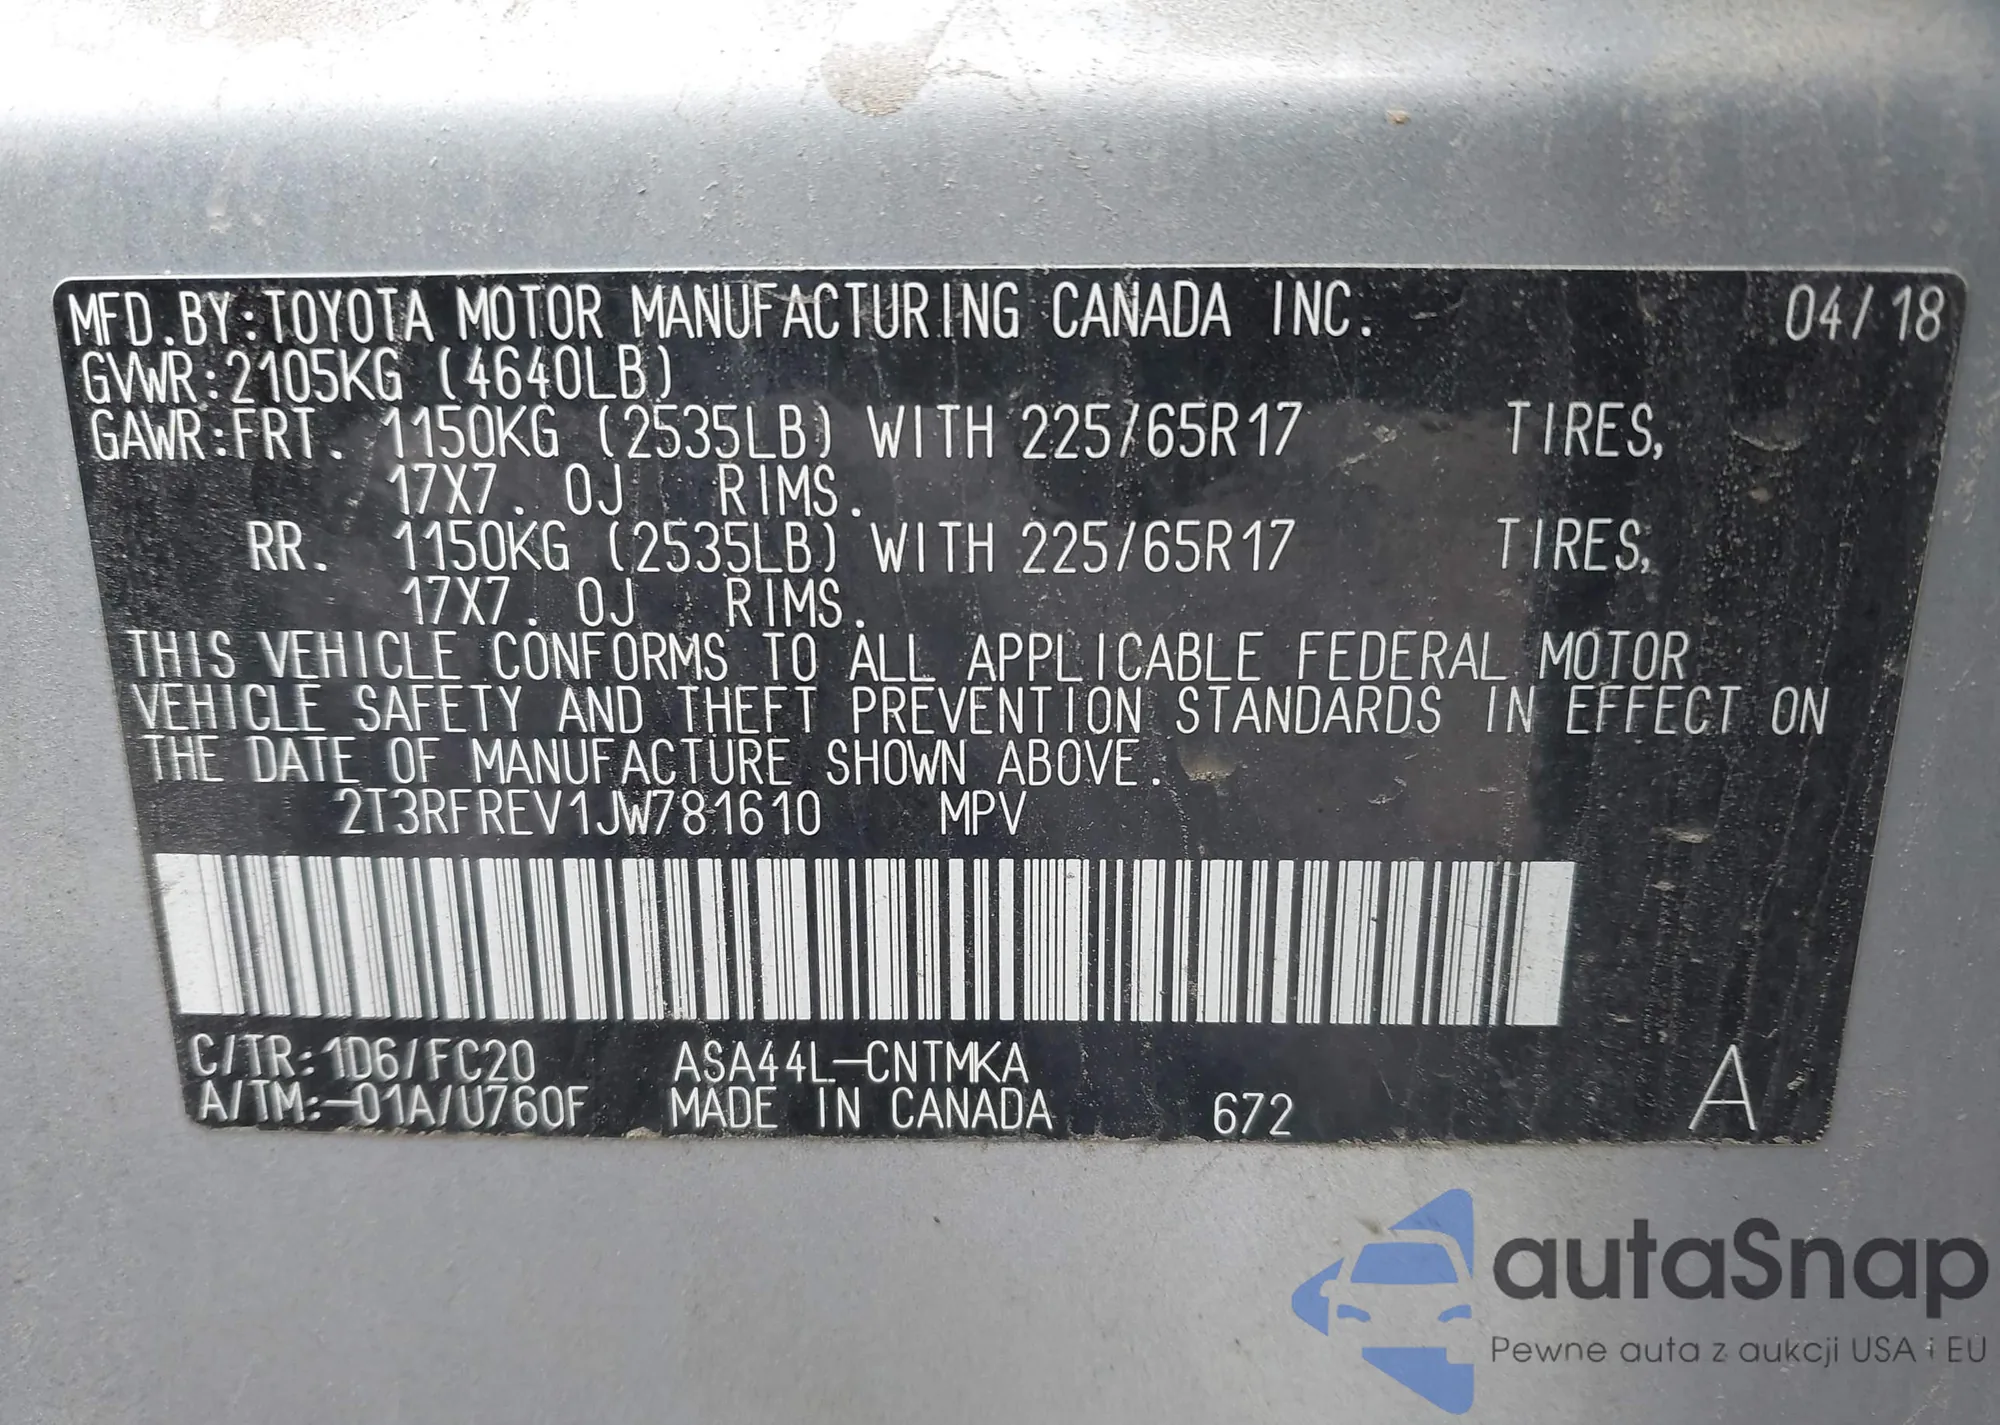 MFD.BY:TOYOTA MOTOR MANUFACTURING CANADA INC. 04/18
GVWR:2105KG (4640LB)
GAWR:FRT. 1150KG (2535LB) WITH 225/65R17 TIRES,
17X7.0J RIMS.
RR. 1150KG (2535LB) WITH 225/65R17 TIRES,
17X7.0J RIMS.
THIS VEHICLE CONFORMS TO ALL APPLICABLE FEDERAL MOTOR
VEHICLE SAFETY AND THEFT PREVENTION STANDARDS IN EFFECT ON
THE DATE OF MANUFACTURE SHOWN ABOVE.
2T3RFREV1JW781610 MPV
C/TR:1D6/FC20 ASA44L-CNTMKA
A/TM:-01A/U760F MADE IN CANADA 672 A
autaSnap
Pewne auta z aukcji USA i EU